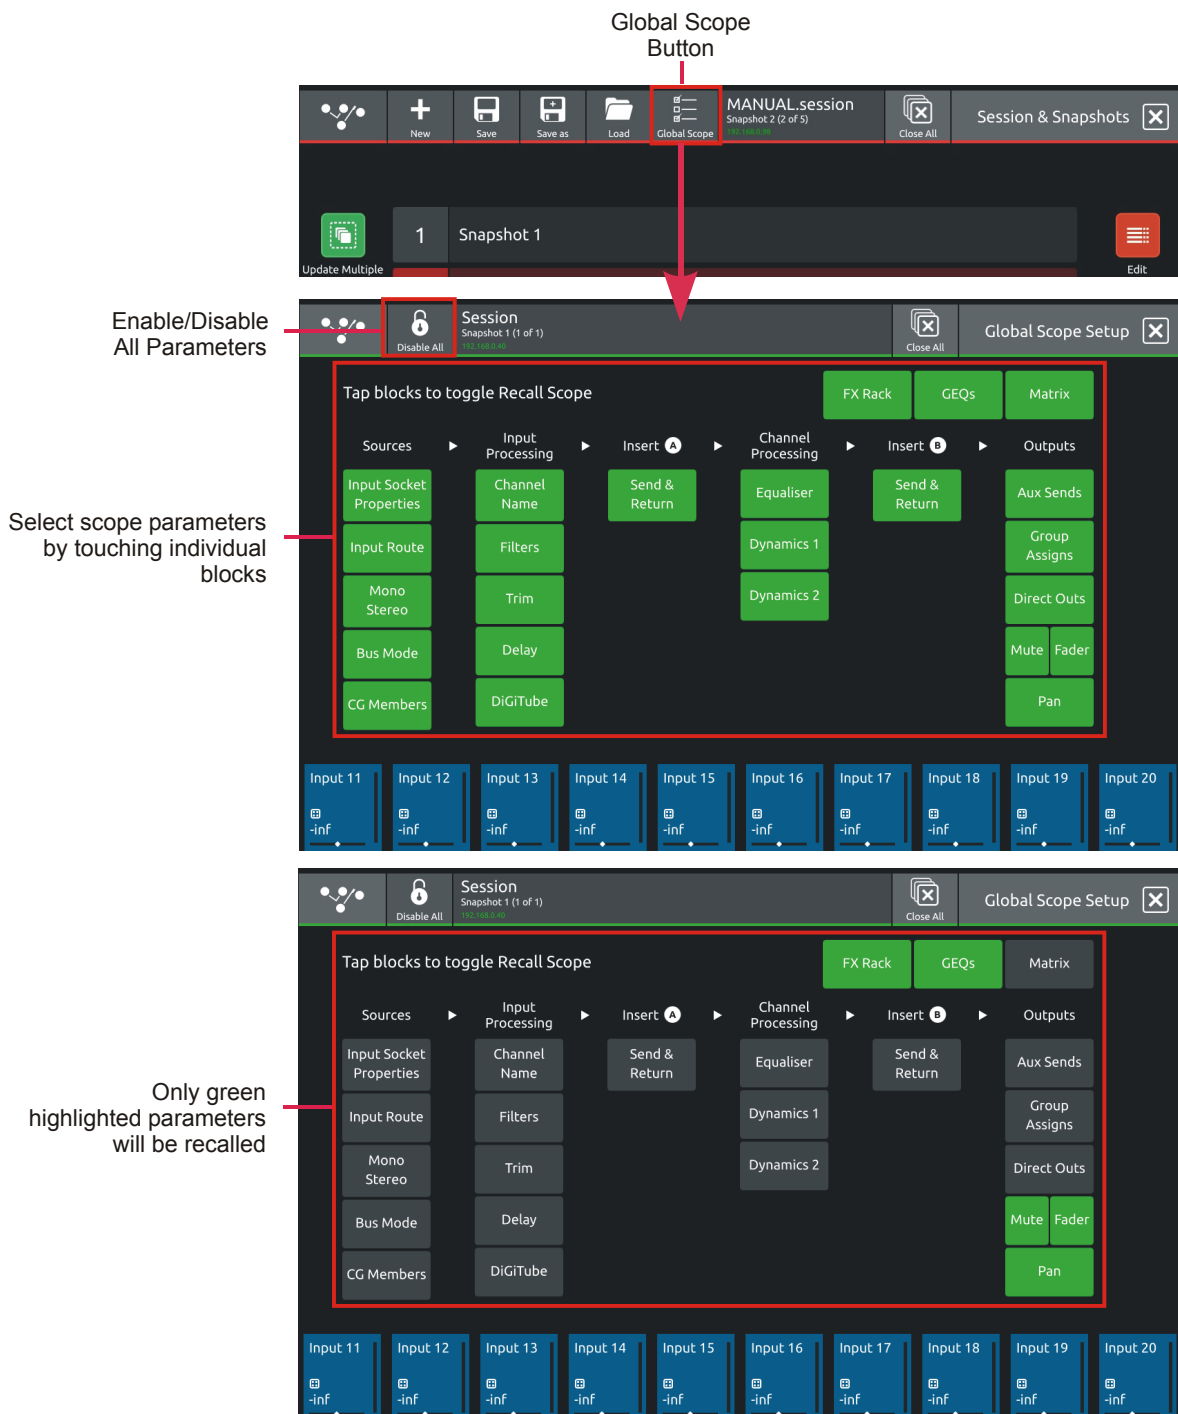 Global Scope
Button
New
Save
Save as
Load
Global Scope
MANUAL.session
Snapshot 2 (2 of 5)
192.168.0.98
Close All
Session & Snapshots
Update Multiple
1
Snapshot 1
Edit
Enable/Disable
All Parameters
Disable All
Session
Snapshot 1 (1 of 1)
192.168.0.40
Close All
Global Scope Setup
Tap blocks to toggle Recall Scope
FX Rack
GEQs
Matrix
Sources
Input
Processing
Insert A
Channel
Processing
Insert B
Outputs
Select scope parameters
by touching individual
blocks
Input Socket
Properties
Channel
Name
Send &
Return
Equaliser
Send &
Return
Aux Sends
Input Route
Filters
Dynamics 1
Group
Assigns
Mono
Stereo
Trim
Dynamics 2
Direct Outs
Bus Mode
Delay
Mute
Fader
CG Members
DiGiTube
Pan
Input 11
Input 12
Input 13
Input 14
Input 15
Input 16
Input 17
Input 18
Input 19
Input 20
-inf
-inf
-inf
-inf
-inf
-inf
-inf
-inf
-inf
-inf
Disable All
Session
Snapshot 1 (1 of 1)
192.168.0.40
Close All
Global Scope Setup
Only green
highlighted parameters
will be recalled
Tap blocks to toggle Recall Scope
FX Rack
GEQs
Matrix
Sources
Input
Processing
Insert A
Channel
Processing
Insert B
Outputs
Input Socket
Properties
Channel
Name
Send &
Return
Equaliser
Send &
Return
Aux Sends
Input Route
Filters
Dynamics 1
Group
Assigns
Mono
Stereo
Trim
Dynamics 2
Direct Outs
Bus Mode
Delay
Mute
Fader
CG Members
DiGiTube
Pan
Input 11
Input 12
Input 13
Input 14
Input 15
Input 16
Input 17
Input 18
Input 19
Input 20
-inf
-inf
-inf
-inf
-inf
-inf
-inf
-inf
-inf
-inf